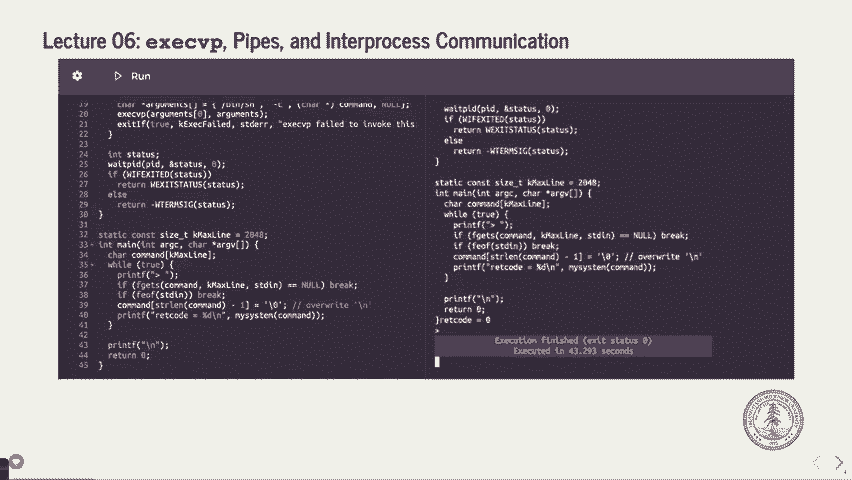 Lecture 06: execvp, Pipes, and Interprocess Communication
Run
19 char *arguments[] = {"/bin/sh", "-c", (char *) command, NULL};
20 execvp(arguments[0], arguments);
21 exitIf(true, kExecFailed, stderr, "execvp failed to invoke this
22 }
23
24 int status;
25 waitpid(pid, &status, 0);
26 if (WIFEXITED(status))
27 return WEXITSTATUS(status);
28 else
29 return -WTERMSIG(status);
30 }
31
32 static const size_t kMaxLine = 2048;
33 int main(int argc, char *argv[]) {
34 char command[kMaxLine];
35 while (true) {
36 printf("> ");
37 if (fgets(command, kMaxLine, stdin) == NULL) break;
38 if (feof(stdin)) break;
39 command[strlen(command) - 1] = '\0'; // overwrite '\n'
40 printf("retcode = %d\n", mysystem(command));
41 }
42
43 printf("\n");
44 return 0;
45 }
waitpid(pid, &status, 0);
if (WIFEXITED(status))
return WEXITSTATUS(status);
else
return -WTERMSIG(status);
}
static const size_t kMaxLine = 2048;
int main(int argc, char *argv[]) {
char command[kMaxLine];
while (true) {
printf("> ");
if (fgets(command, kMaxLine, stdin) == NULL) break;
if (feof(stdin)) break;
command[strlen(command) - 1] = '\0'; // overwrite '\n'
printf("retcode = %d\n", mysystem(command));
}
printf("\n");
return 0;
}retcode = 0
>
Execution finished (exit status 0)
Executed in 43.293 seconds